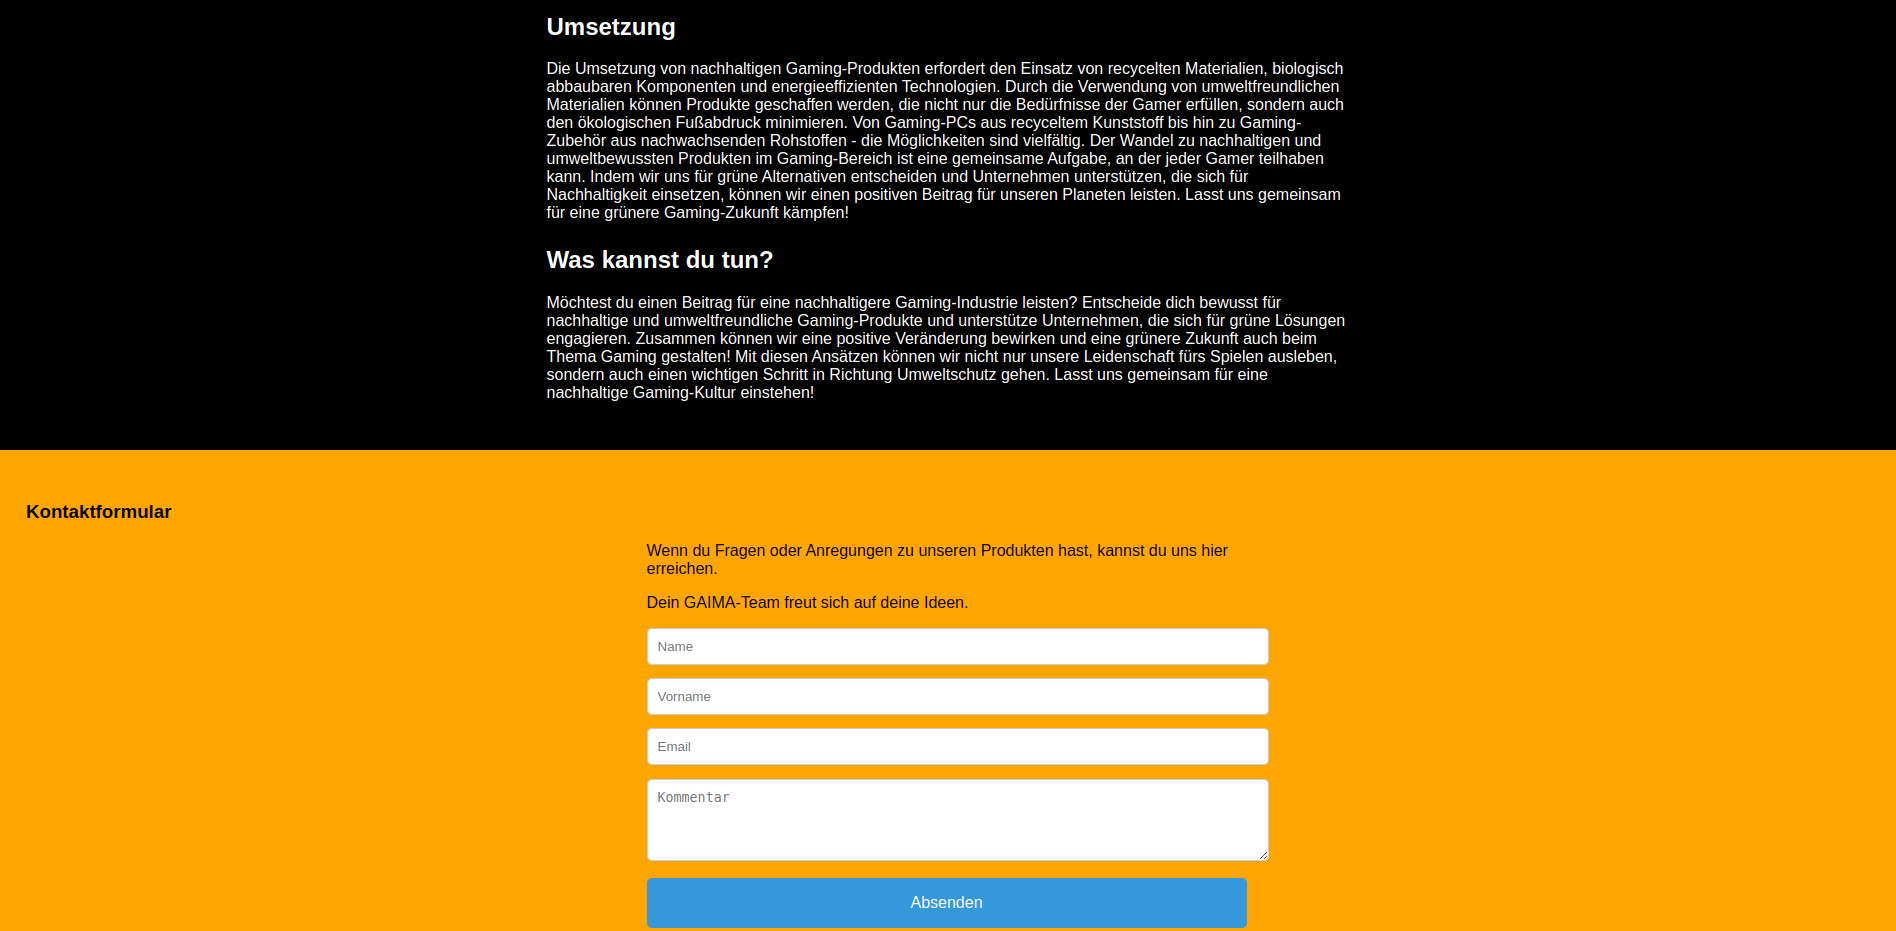 Umsetzung
Die Umsetzung von nachhaltigen Gaming-Produkten erfordert den Einsatz von recycelten Materialien, biologisch
abbaubaren Komponenten und energieeffizienten Technologien. Durch die Verwendung von umweltfreundlichen
Materialien können Produkte geschaffen werden, die nicht nur die Bedürfnisse der Gamer erfüllen, sondern auch
den ökologischen Fußabdruck minimieren. Von Gaming-PCs aus recyceltem Kunststoff bis hin zu Gaming-
Zubehör aus nachwachsenden Rohstoffen - die Möglichkeiten sind vielfältig. Der Wandel zu nachhaltigen und
umweltbewussten Produkten im Gaming-Bereich ist eine gemeinsame Aufgabe, an der jeder Gamer teilhaben
kann. Indem wir uns für grüne Alternativen entscheiden und Unternehmen unterstützen, die sich für
Nachhaltigkeit einsetzen, können wir einen positiven Beitrag für unseren Planeten leisten. Lasst uns gemeinsam
für eine grünere Gaming-Zukunft kämpfen!
Was kannst du tun?
Möchtest du einen Beitrag für eine nachhaltigere Gaming-Industrie leisten? Entscheide dich bewusst für
nachhaltige und umweltfreundliche Gaming-Produkte und unterstütze Unternehmen, die sich für grüne Lösungen
engagieren. Zusammen können wir eine positive Veränderung bewirken und eine grünere Zukunft auch beim
Thema Gaming gestalten! Mit diesen Ansätzen können wir nicht nur unsere Leidenschaft fürs Spielen ausleben,
sondern auch einen wichtigen Schritt in Richtung Umweltschutz gehen. Lasst uns gemeinsam für eine
nachhaltige Gaming-Kultur einstehen!
Kontaktformular
Wenn du Fragen oder Anregungen zu unseren Produkten hast, kannst du uns hier
erreichen.
Dein GAIMA-Team freut sich auf deine Ideen.
Name
Vorname
Email
Kommentar
Absenden